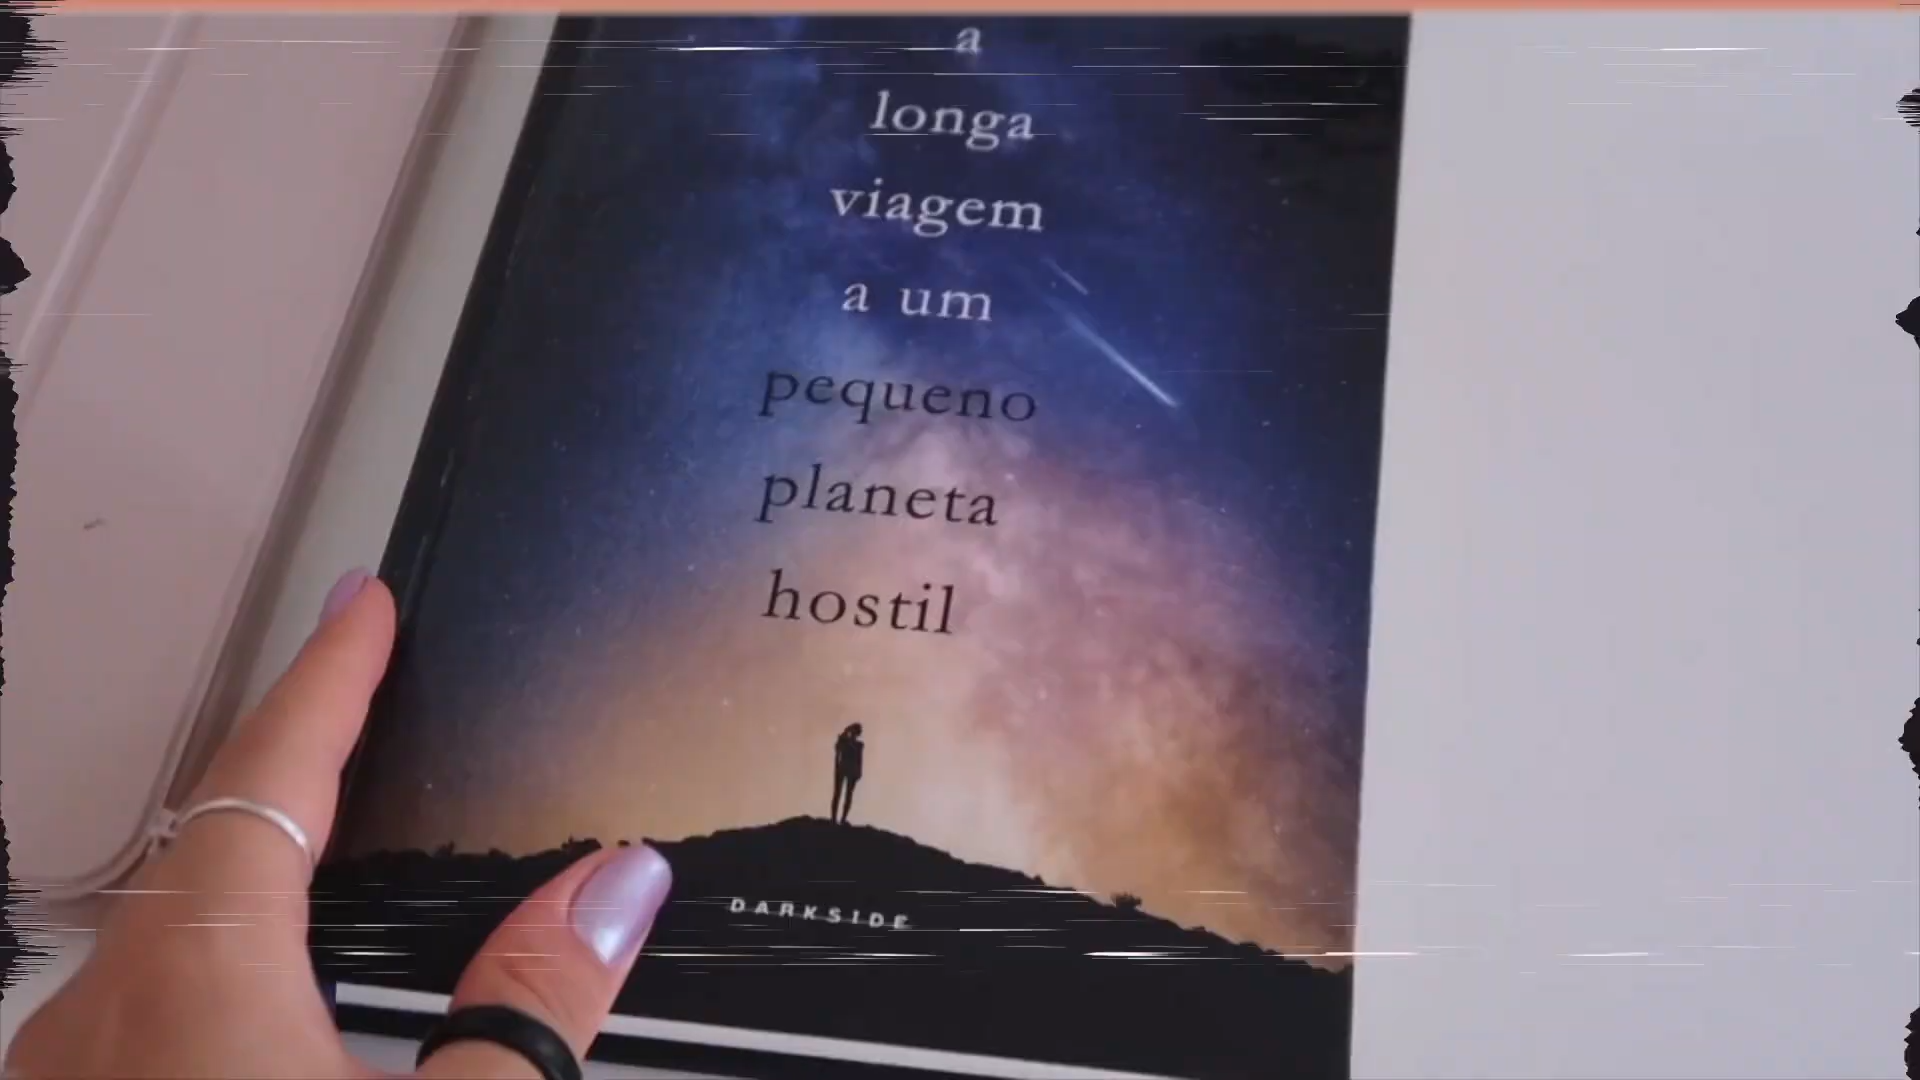 a
longa
viagem
a um
pequeno
planeta
hostil
DARKSIDE